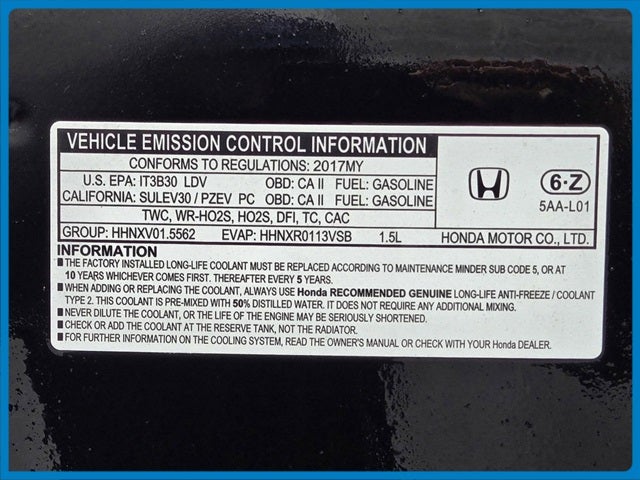 VEHICLE EMISSION CONTROL INFORMATION
CONFORMS TO REGULATIONS: 2017MY
U.S. EPA: IT3B30 LDV OBD: CA II FUEL: GASOLINE
CALIFORNIA: SULEV30 / PZEV PC OBD: CA II FUEL: GASOLINE
TWC, WR-HO2S, HO2S, DFI, TC, CAC
GROUP: HHNXV01.5562 EVAP: HHNXR0113VSB 1.5L
6·Z
5AA-L01
HONDA MOTOR CO., LTD.
INFORMATION
■ THE FACTORY INSTALLED LONG-LIFE COOLANT MUST BE REPLACED ACCORDING TO MAINTENANCE MINDER SUB CODE 5, OR AT
10 YEARS WHICHEVER COMES FIRST. THEREAFTER EVERY 5 YEARS.
■ WHEN ADDING OR REPLACING THE COOLANT, ALWAYS USE Honda RECOMMENDED GENUINE LONG-LIFE ANTI-FREEZE / COOLANT
TYPE 2. THIS COOLANT IS PRE-MIXED WITH 50% DISTILLED WATER. IT DOES NOT REQUIRE ANY ADDITIONAL MIXING.
■ NEVER DILUTE THE COOLANT, OR THE LIFE OF THE ENGINE MAY BE SERIOUSLY SHORTENED.
■ CHECK OR ADD THE COOLANT AT THE RESERVE TANK, NOT THE RADIATOR.
■ FOR FURTHER INFORMATION ON THE COOLING SYSTEM, READ THE OWNER'S MANUAL OR CHECK WITH YOUR Honda DEALER.